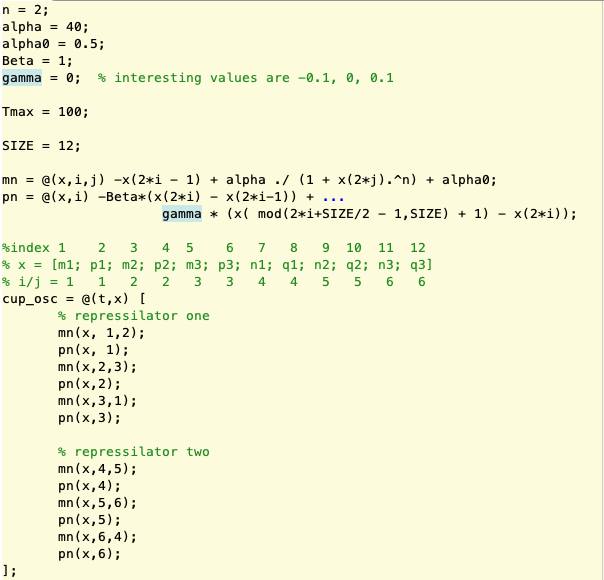 n = 2;
alpha = 40;
alpha0 = 0.5;
Beta = 1;
gamma = 0;  % interesting values are -0.1, 0, 0.1
Tmax = 100;
SIZE = 12;
mn = @(x,i,j) -x(2*i - 1) + alpha ./ (1 + x(2*j).^n) + alpha0;
pn = @(x,i) -Beta*(x(2*i) - x(2*i-1)) + ...
gamma * (x( mod(2*i+SIZE/2 - 1,SIZE) + 1) - x(2*i));
%index 1    2   3   4  5    6   7   8   9  10  11  12
% x = [m1; p1; m2; p2; m3; p3; n1; q1; n2; q2; n3; q3]
% i/j = 1   1   2   2   3   3   4   4   5   5   6   6
cup_osc = @(t,x) [
% repressilator one
mn(x, 1,2);
pn(x, 1);
mn(x,2,3);
pn(x,2);
mn(x,3,1);
pn(x,3);
% repressilator two
mn(x,4,5);
pn(x,4);
mn(x,5,6);
pn(x,5);
mn(x,6,4);
pn(x,6);
];